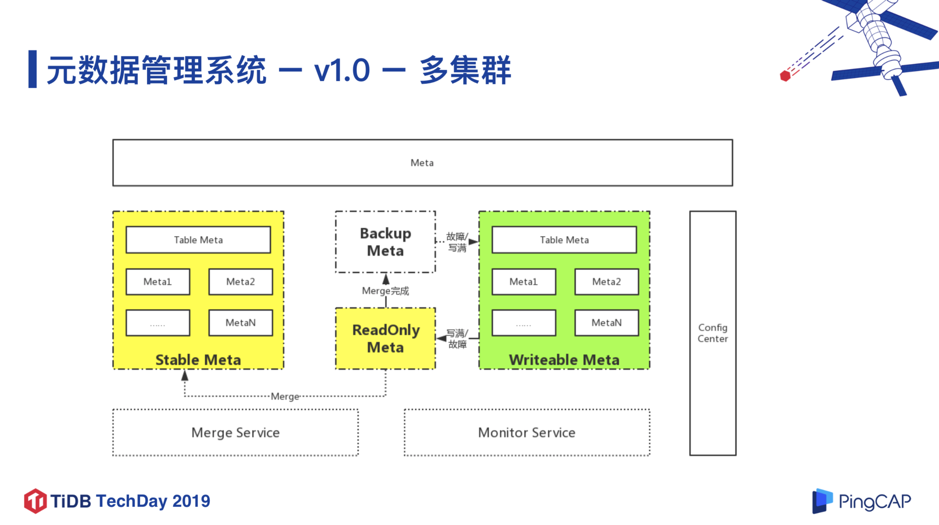 元数据管理系统 － v1.0 － 多集群
Meta
Table Meta
Meta1
Meta2
......
MetaN
Stable Meta
Backup
Meta
故障/
写满
Merge完成
ReadOnly
Meta
写满/
故障
Table Meta
Meta1
Meta2
......
MetaN
Writeable Meta
Config
Center
Merge
Merge Service
Monitor Service
TiDB TechDay 2019
PingCAP